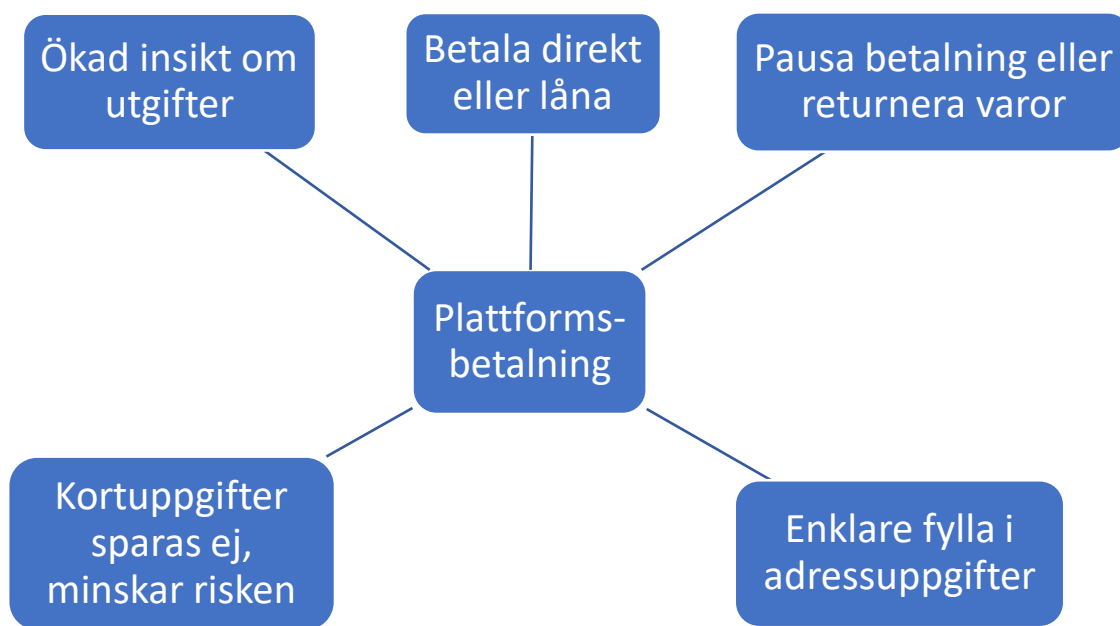 Ökad insikt om
utgifter
Betala direkt
eller låna
Pausa betalning eller
returnera varor
Plattforms-
betalning
Kortuppgifter
sparas ej,
minskar risken
Enklare fylla i
adressuppgifter